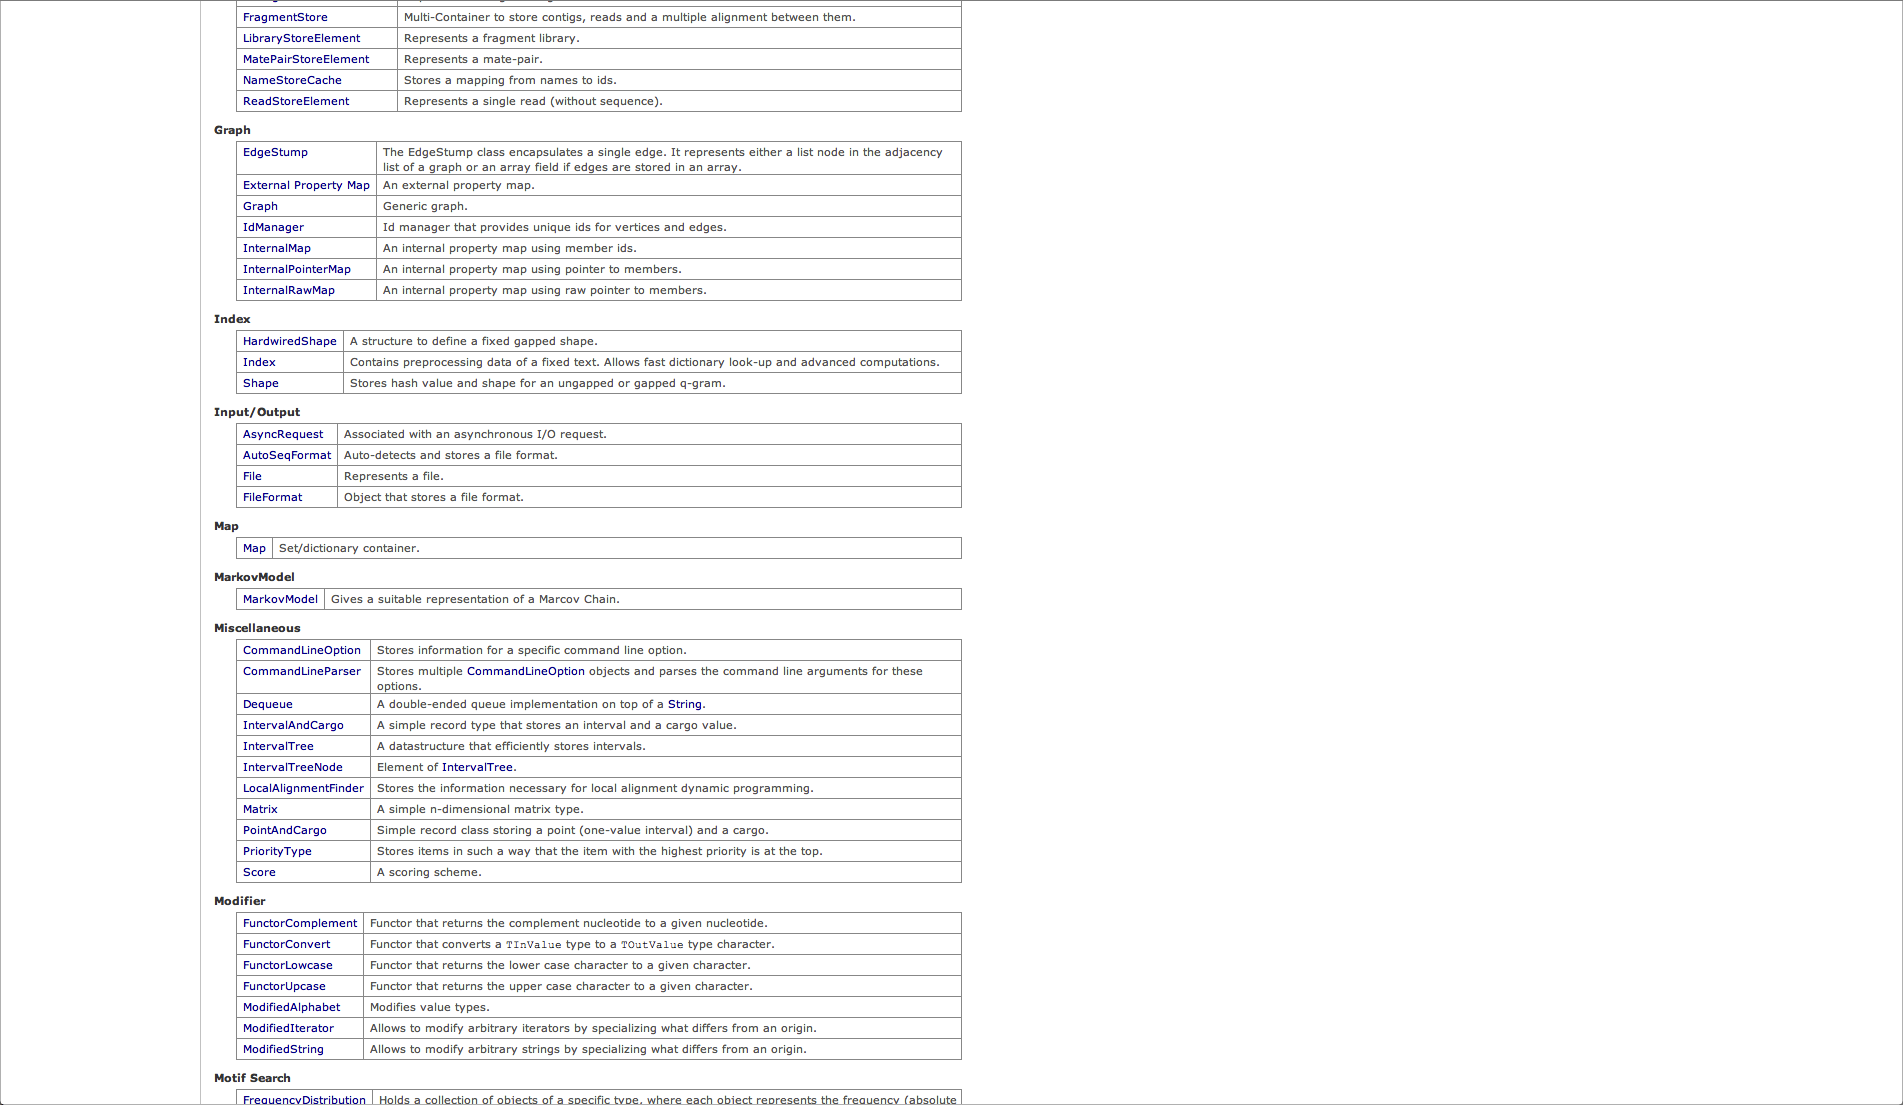 FragmentStore Multi-Container to store contigs, reads and a multiple alignment between them.
LibraryStoreElement Represents a fragment library.
MatePairStoreElement Represents a mate-pair.
NameStoreCache Stores a mapping from names to ids.
ReadStoreElement Represents a single read (without sequence).
Graph
EdgeStump The EdgeStump class encapsulates a single edge. It represents either a list node in the adjacency
list of a graph or an array field if edges are stored in an array.
External Property Map An external property map.
Graph Generic graph.
IdManager Id manager that provides unique ids for vertices and edges.
InternalMap An internal property map using member ids.
InternalPointerMap An internal property map using pointer to members.
InternalRawMap An internal property map using raw pointer to members.
Index
HardwiredShape A structure to define a fixed gapped shape.
Index Contains preprocessing data of a fixed text. Allows fast dictionary look-up and advanced computations.
Shape Stores hash value and shape for an ungapped or gapped q-gram.
Input/Output
AsyncRequest Associated with an asynchronous I/O request.
AutoSeqFormat Auto-detects and stores a file format.
File Represents a file.
FileFormat Object that stores a file format.
Map
Map Set/dictionary container.
MarkovModel
MarkovModel Gives a suitable representation of a Marcov Chain.
Miscellaneous
CommandLineOption Stores information for a specific command line option.
CommandLineParser Stores multiple CommandLineOption objects and parses the command line arguments for these
options.
Dequeue A double-ended queue implementation on top of a String.
IntervalAndCargo A simple record type that stores an interval and a cargo value.
IntervalTree A datastructure that efficiently stores intervals.
IntervalTreeNode Element of IntervalTree.
LocalAlignmentFinder Stores the information necessary for local alignment dynamic programming.
Matrix A simple n-dimensional matrix type.
PointAndCargo Simple record class storing a point (one-value interval) and a cargo.
PriorityType Stores items in such a way that the item with the highest priority is at the top.
Score A scoring scheme.
Modifier
FunctorComplement Functor that returns the complement nucleotide to a given nucleotide.
FunctorConvert Functor that converts a TInValue type to a TOutValue type character.
FunctorLowcase Functor that returns the lower case character to a given character.
FunctorUpcase Functor that returns the upper case character to a given character.
ModifiedAlphabet Modifies value types.
ModifiedIterator Allows to modify arbitrary iterators by specializing what differs from an origin.
ModifiedString Allows to modify arbitrary strings by specializing what differs from an origin.
Motif Search
FrequencyDistribution Holds a collection of objects of a specific type, where each object represents the frequency (absolute